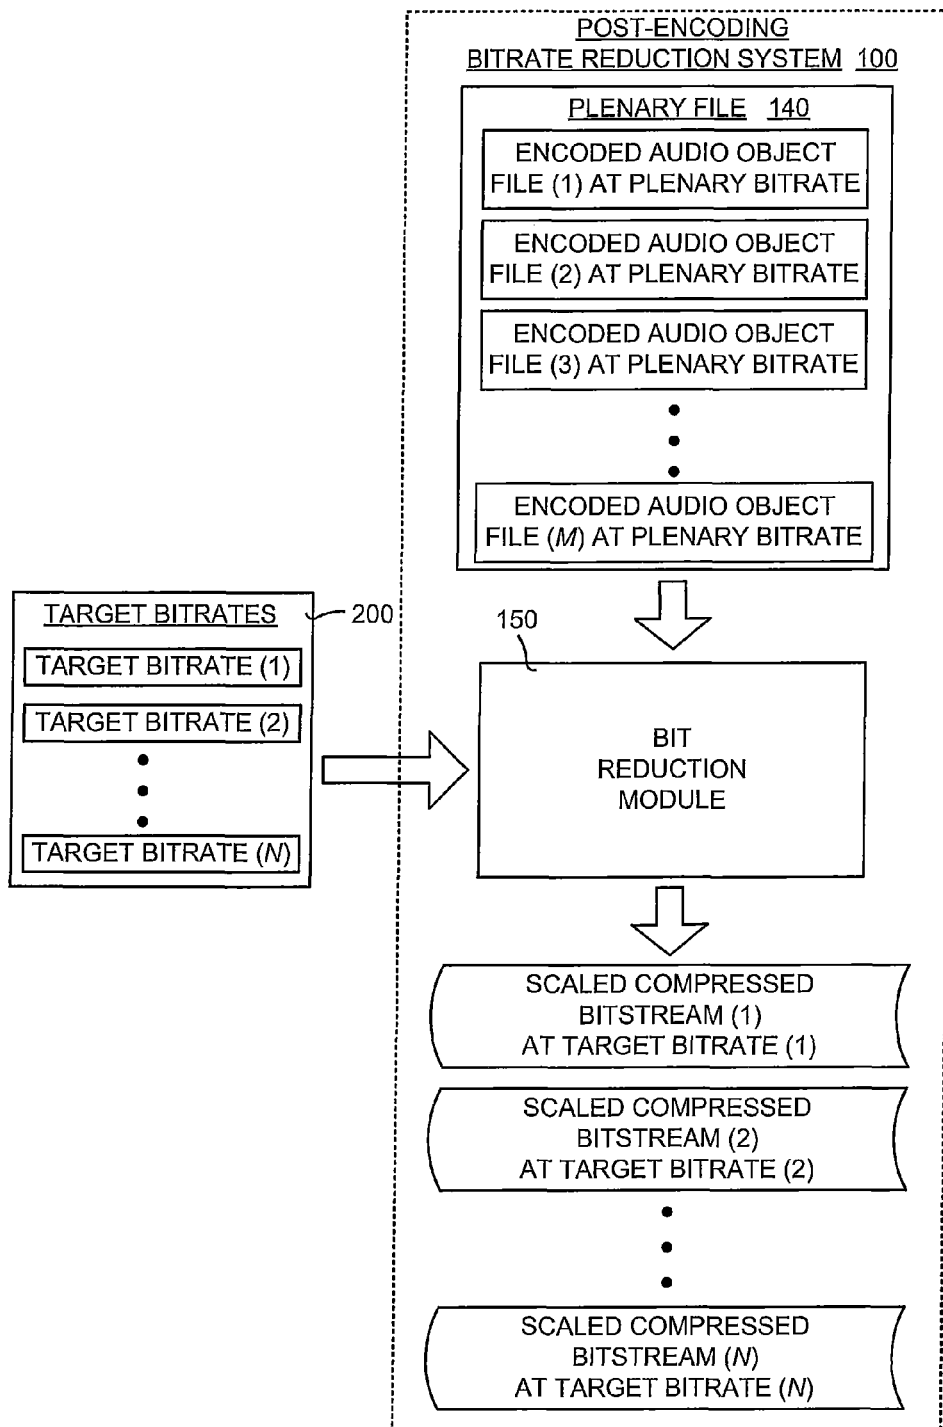 POST-ENCODING
BITRATE REDUCTION SYSTEM 100
PLENARY FILE 140
ENCODED AUDIO OBJECT
FILE (1) AT PLENARY BITRATE
ENCODED AUDIO OBJECT
FILE (2) AT PLENARY BITRATE
ENCODED AUDIO OBJECT
FILE (3) AT PLENARY BITRATE
ENCODED AUDIO OBJECT
FILE (M) AT PLENARY BITRATE
TARGET BITRATES
200
TARGET BITRATE (1)
TARGET BITRATE (2)
TARGET BITRATE (N)
150
BIT
REDUCTION
MODULE
SCALED COMPRESSED
BITSTREAM (1)
AT TARGET BITRATE (1)
SCALED COMPRESSED
BITSTREAM (2)
AT TARGET BITRATE (2)
SCALED COMPRESSED
BITSTREAM (N)
AT TARGET BITRATE (N)